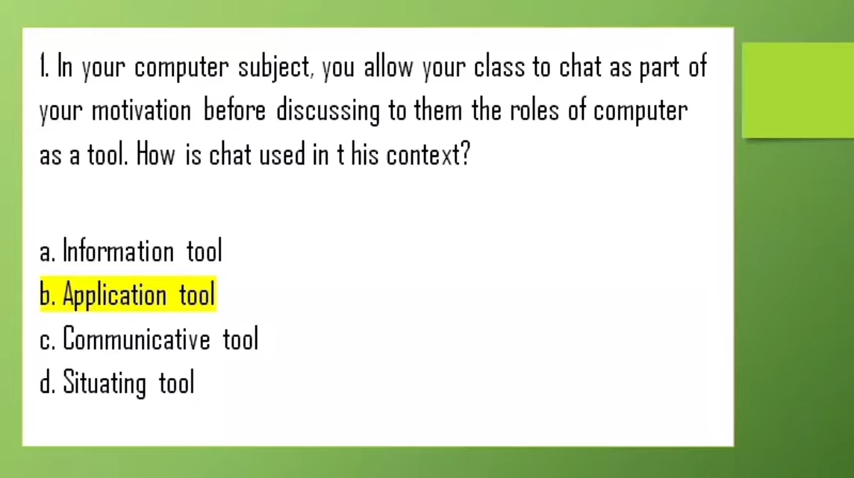 1. In your computer subject, you allow your class to chat as part of
your motivation before discussing to them the roles of computer
as a tool. How is chat used in t his context?
a. Information tool
b. Application tool
c. Communicative tool
d. Situating tool